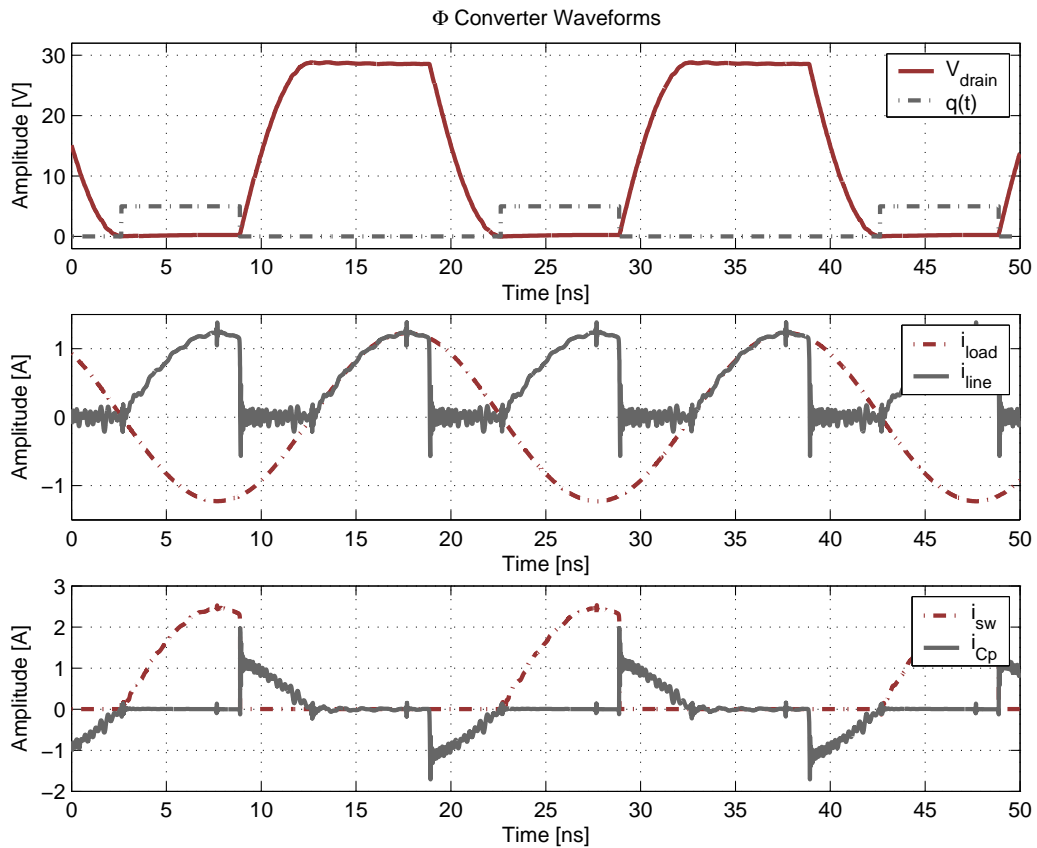 Φ Converter Waveforms
30
20
10
0
Amplitude [V]
V_drain
q(t)
0 5 10 15 20 25 30 35 40 45 50
Time [ns]
1
0
−1
Amplitude [A]
i_load
i_line
0 5 10 15 20 25 30 35 40 45 50
Time [ns]
3
2
1
0
−1
−2
Amplitude [A]
i_sw
i_Cp
0 5 10 15 20 25 30 35 40 45 50
Time [ns]